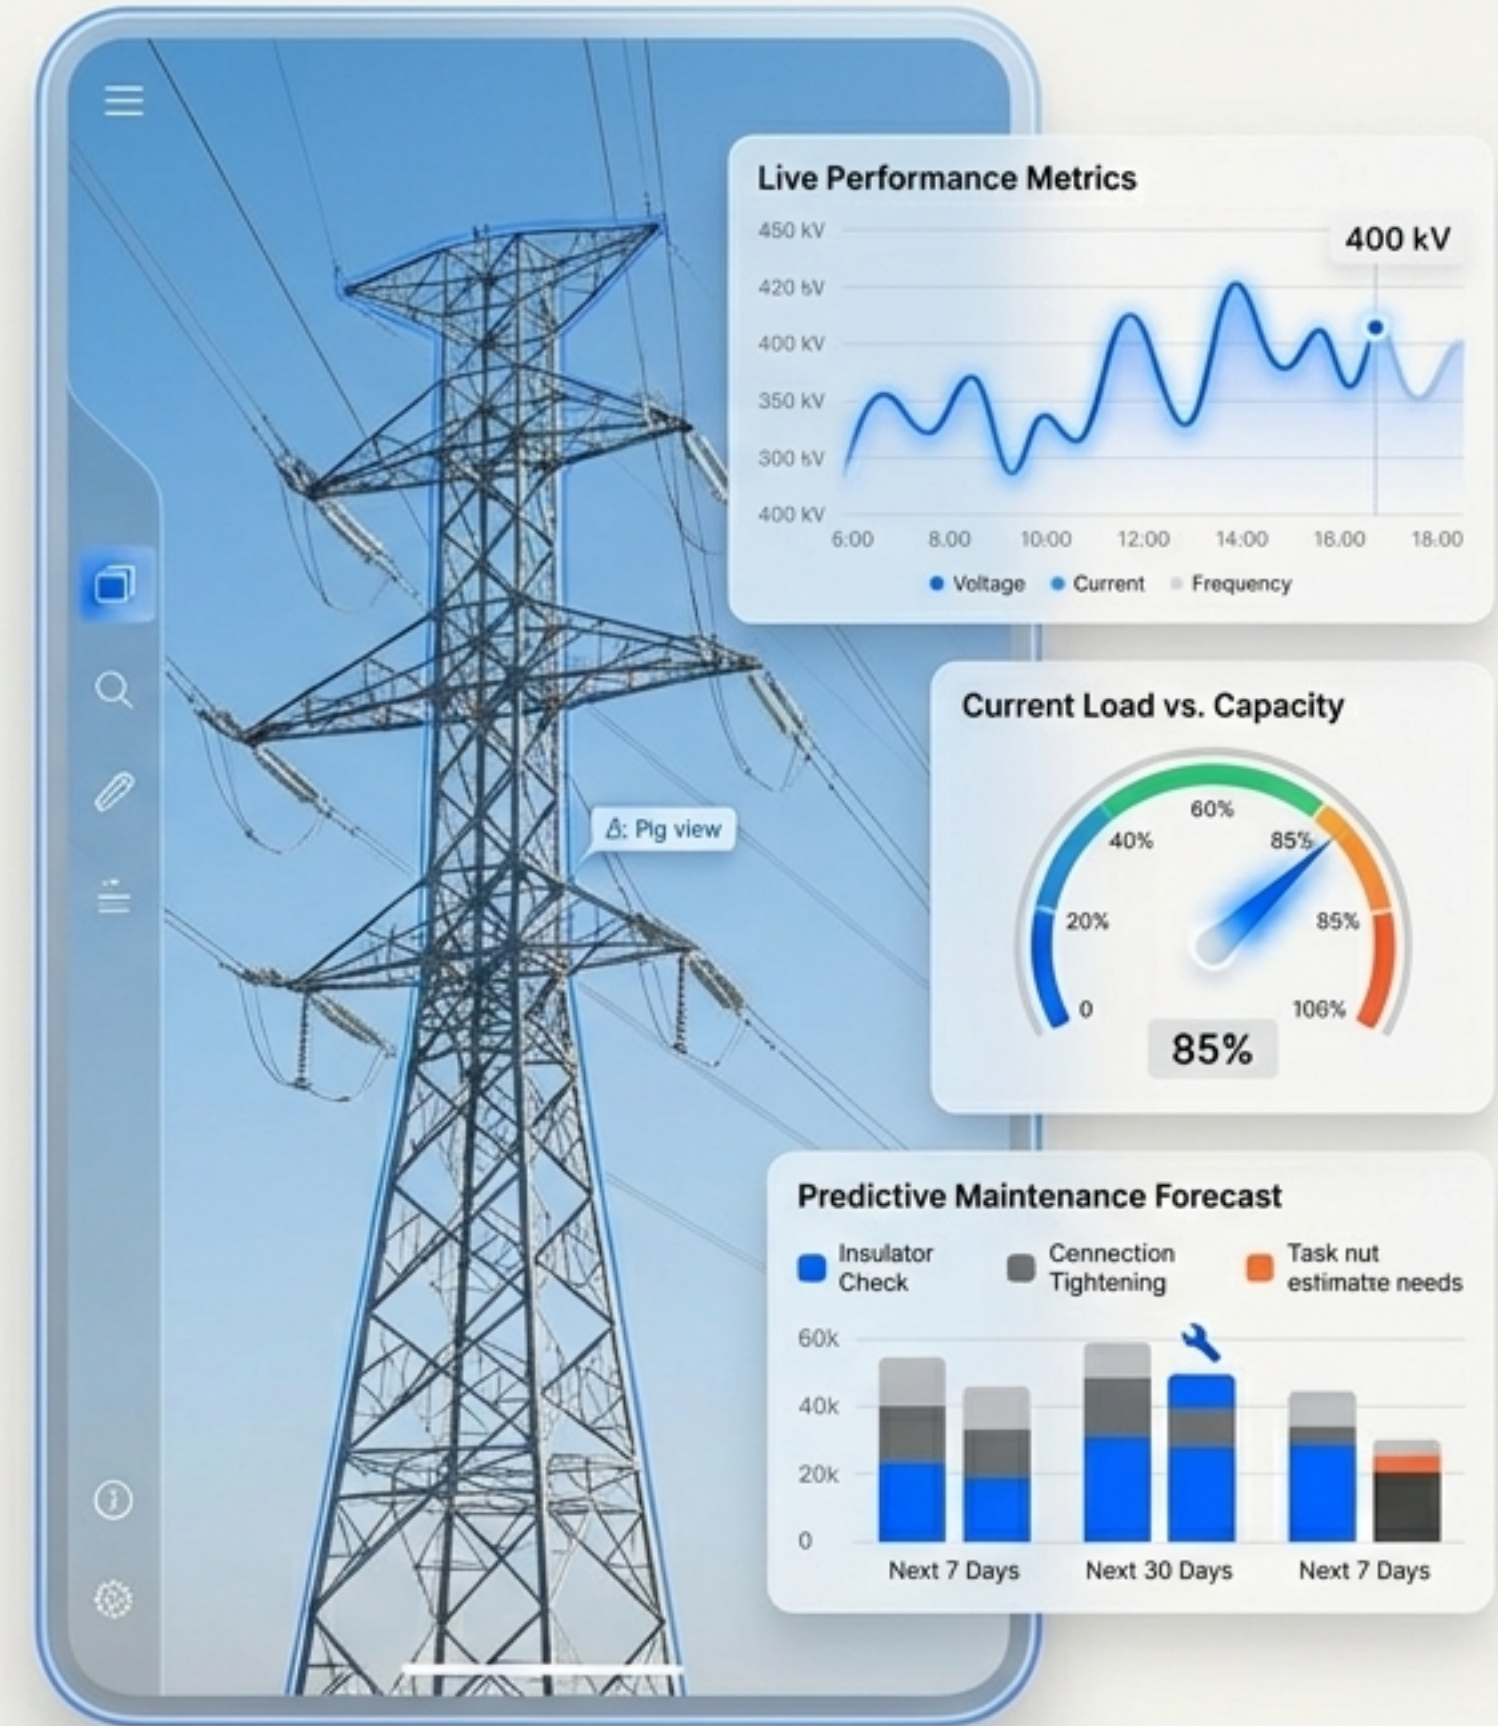 Live Performance Metrics
450 kV
400 kV
420 kV
400 kV
350 kV
300 kV
400 kV
6:00 8.00 10:00 12:00 14:00 16.00 18:00
Voltage Current Frequency
Current Load vs. Capacity
60%
40% 85%
20% 85%
0 106%
85%
: Pig view
Predictive Maintenance Forecast
Insulator
Check
Cennection
Tightening
Task nut
estimatre needs
60k
40k
20k
0
Next 7 Days Next 30 Days Next 7 Days